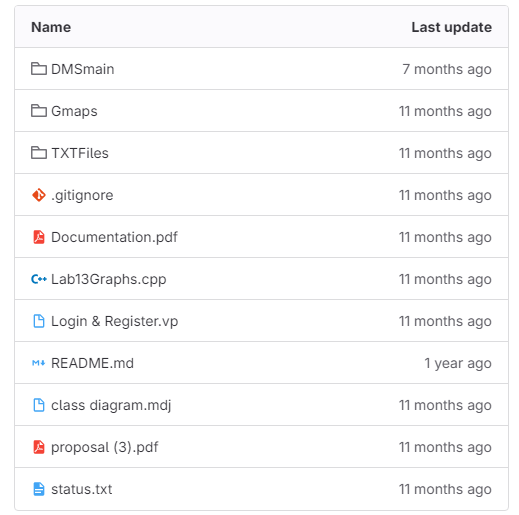 Name Last update
DMSmain 7 months ago
Gmaps 11 months ago
TXTFiles 11 months ago
.gitignore 11 months ago
Documentation.pdf 11 months ago
C++ Lab13Graphs.cpp 11 months ago
Login & Register.vp 11 months ago
M↓ README.md 1 year ago
class diagram.mdj 11 months ago
proposal (3).pdf 11 months ago
status.txt 11 months ago